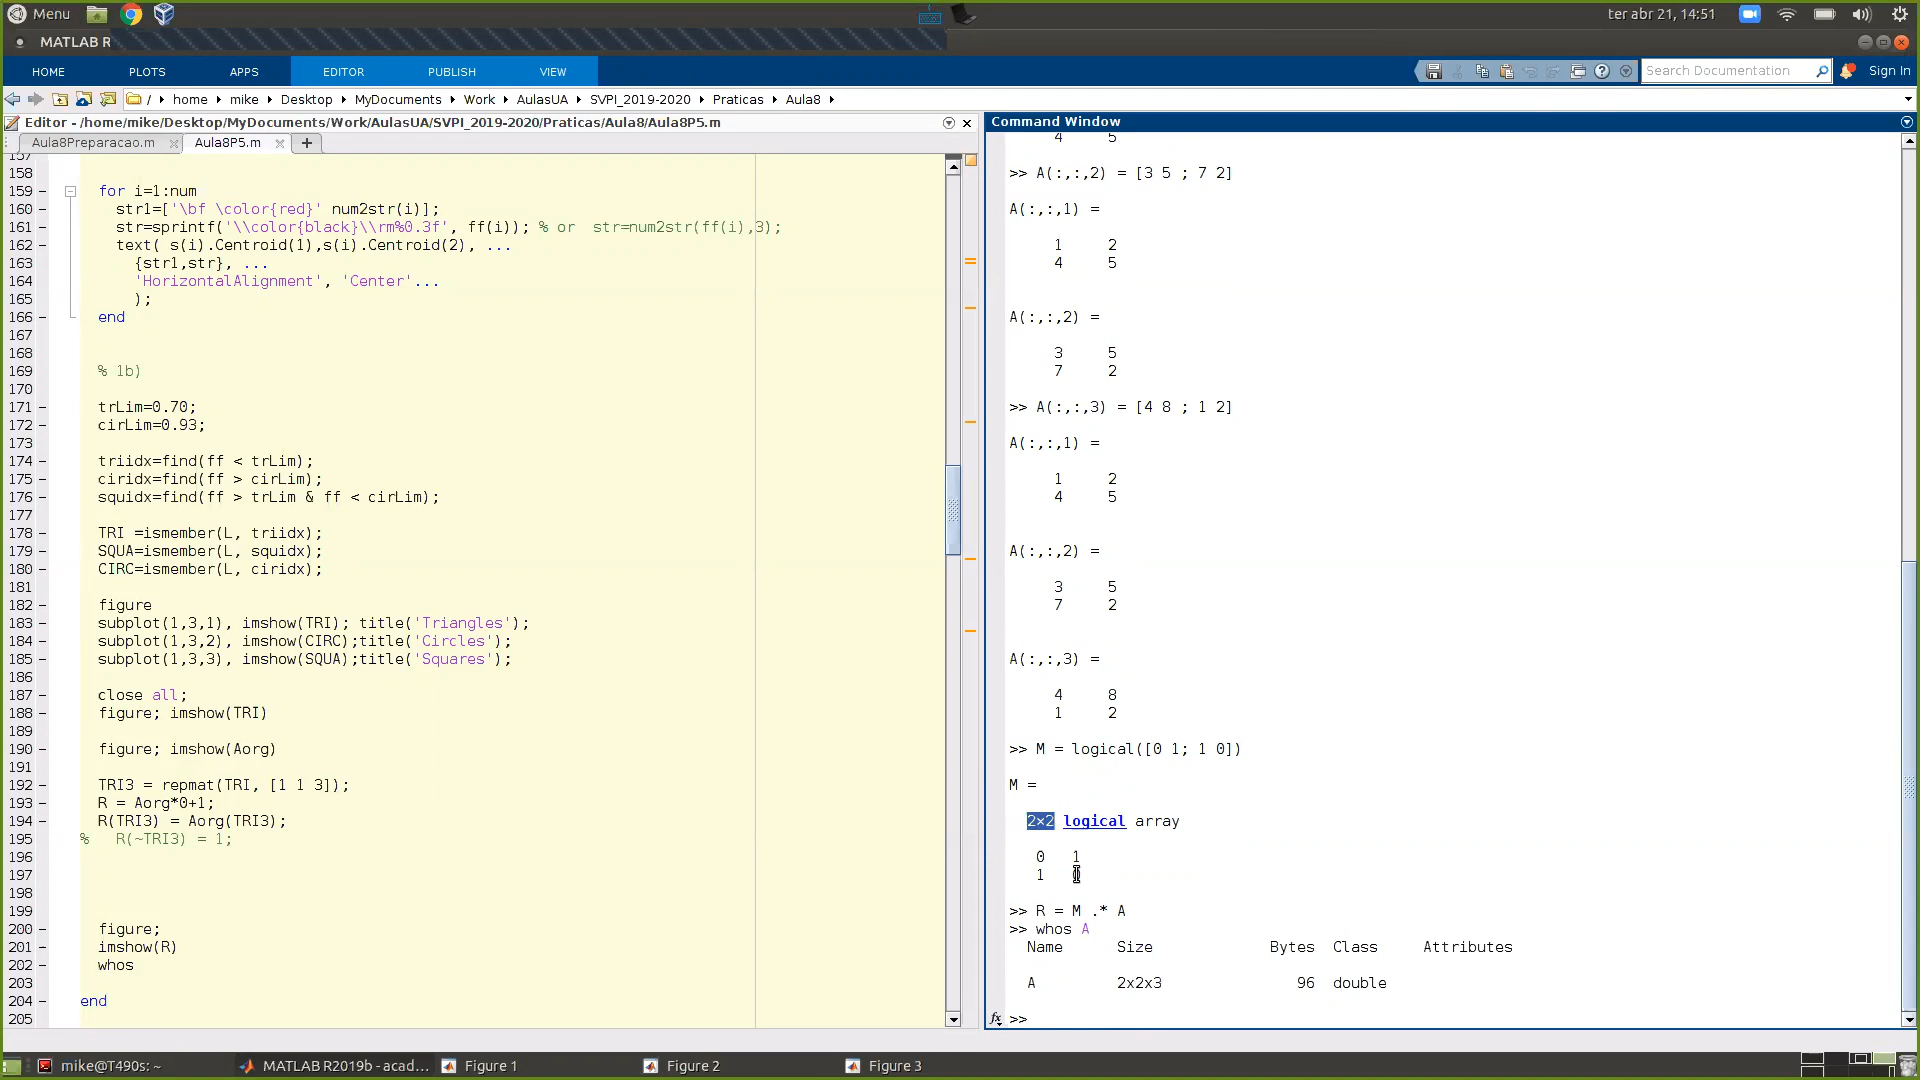 Menu
ter abr 21, 14:51
MATLAB R
HOME PLOTS APPS EDITOR PUBLISH VIEW
Search Documentation
Sign In
/ home mike Desktop MyDocuments Work AulasUA SVPI_2019-2020 Praticas Aula8
Editor - /home/mike/Desktop/MyDocuments/Work/AulasUA/SVPI_2019-2020/Praticas/Aula8/Aula8P5.m
Aula8Preparacao.m Aula8P5.m +
157
158
159 – for i=1:num
160 – str1=['\bf \color{red}' num2str(i)];
161 – str=sprintf('\\color{black}\\rm%0.3f', ff(i)); % or str=num2str(ff(i),3);
162 – text( s(i).Centroid(1),s(i).Centroid(2), ...
163 {str1,str}, ...
164 'HorizontalAlignment', 'Center'...
165 );
166 – end
167
168
169 % 1b)
170
171 – trLim=0.70;
172 – cirLim=0.93;
173
174 – triidx=find(ff < trLim);
175 – ciridx=find(ff > cirLim);
176 – squidx=find(ff > trLim & ff < cirLim);
177
178 – TRI =ismember(L, triidx);
179 – SQUA=ismember(L, squidx);
180 – CIRC=ismember(L, ciridx);
181
182 – figure
183 – subplot(1,3,1), imshow(TRI); title('Triangles');
184 – subplot(1,3,2), imshow(CIRC);title('Circles');
185 – subplot(1,3,3), imshow(SQUA);title('Squares');
186
187 – close all;
188 – figure; imshow(TRI)
189
190 – figure; imshow(Aorg)
191
192 – TRI3 = repmat(TRI, [1 1 3]);
193 – R = Aorg*0+1;
194 – R(TRI3) = Aorg(TRI3);
195 % R(~TRI3) = 1;
196
197
198
199
200 – figure;
201 – imshow(R)
202 – whos
203
204 – end
205
Command Window
4 5
>> A(:,:,2) = [3 5 ; 7 2]
A(:,:,1) =
1 2
4 5
A(:,:,2) =
3 5
7 2
>> A(:,:,3) = [4 8 ; 1 2]
A(:,:,1) =
1 2
4 5
A(:,:,2) =
3 5
7 2
A(:,:,3) =
4 8
1 2
>> M = logical([0 1; 1 0])
M =
2×2 logical array
0 1
1 0
>> R = M .* A
>> whos A
Name Size Bytes Class Attributes
A 2x2x3 96 double
fx >>
mike@T490s: ~
MATLAB R2019b - acad...
Figure 1
Figure 2
Figure 3